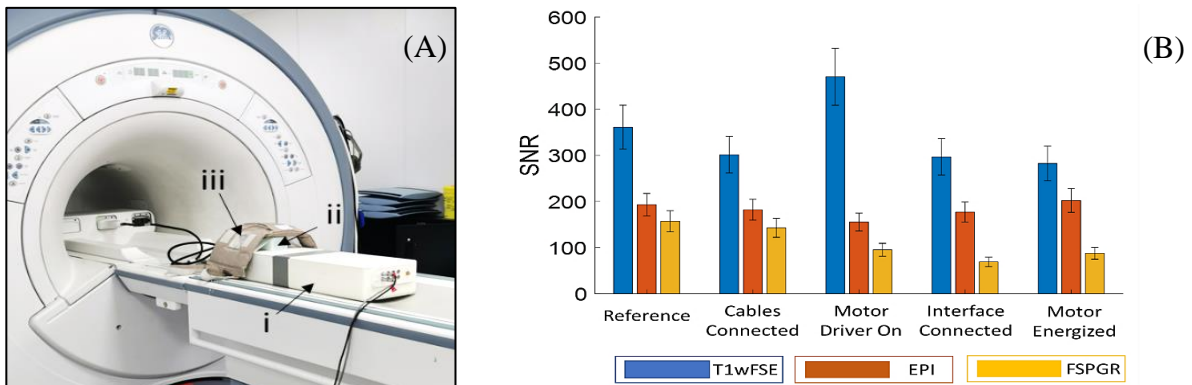 (A)
iii
ii
i
(B)
600
500
400
300
200
100
0
SNR
Reference
Cables
Connected
Motor
Driver On
Interface
Connected
Motor
Energized
T1wFSE
EPI
FSPGR